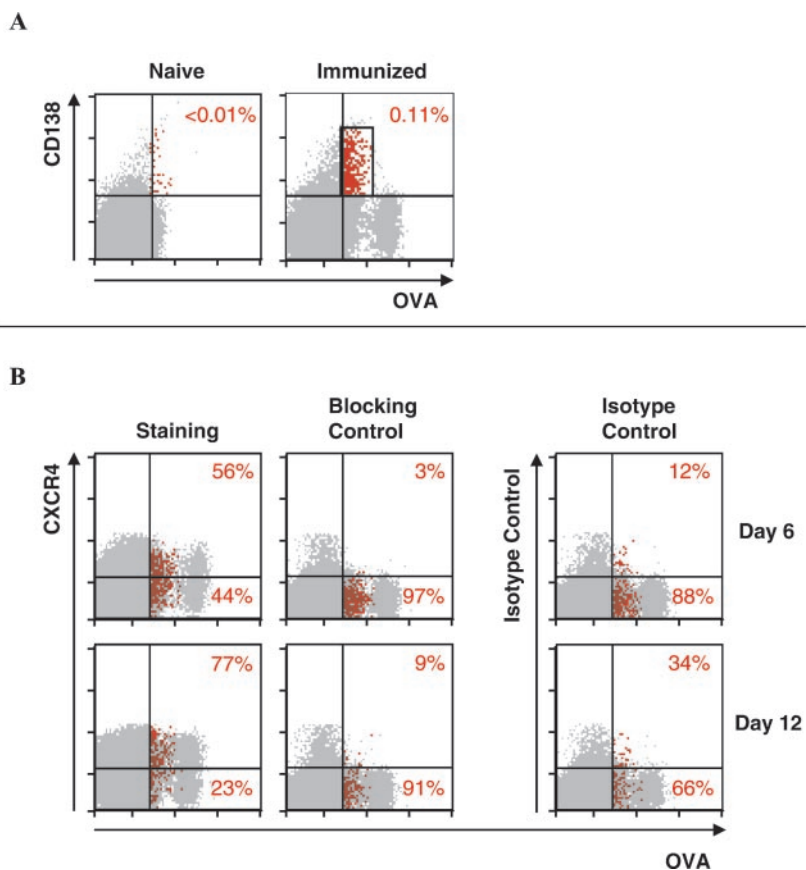 A
Naive
Immunized
CD138
<0.01%
0.11%
OVA
B
Staining
Blocking
Control
Isotype
Control
CXCR4
56%
44%
3%
97%
Isotype Control
12%
88%
Day 6
77%
23%
9%
91%
34%
66%
Day 12
OVA